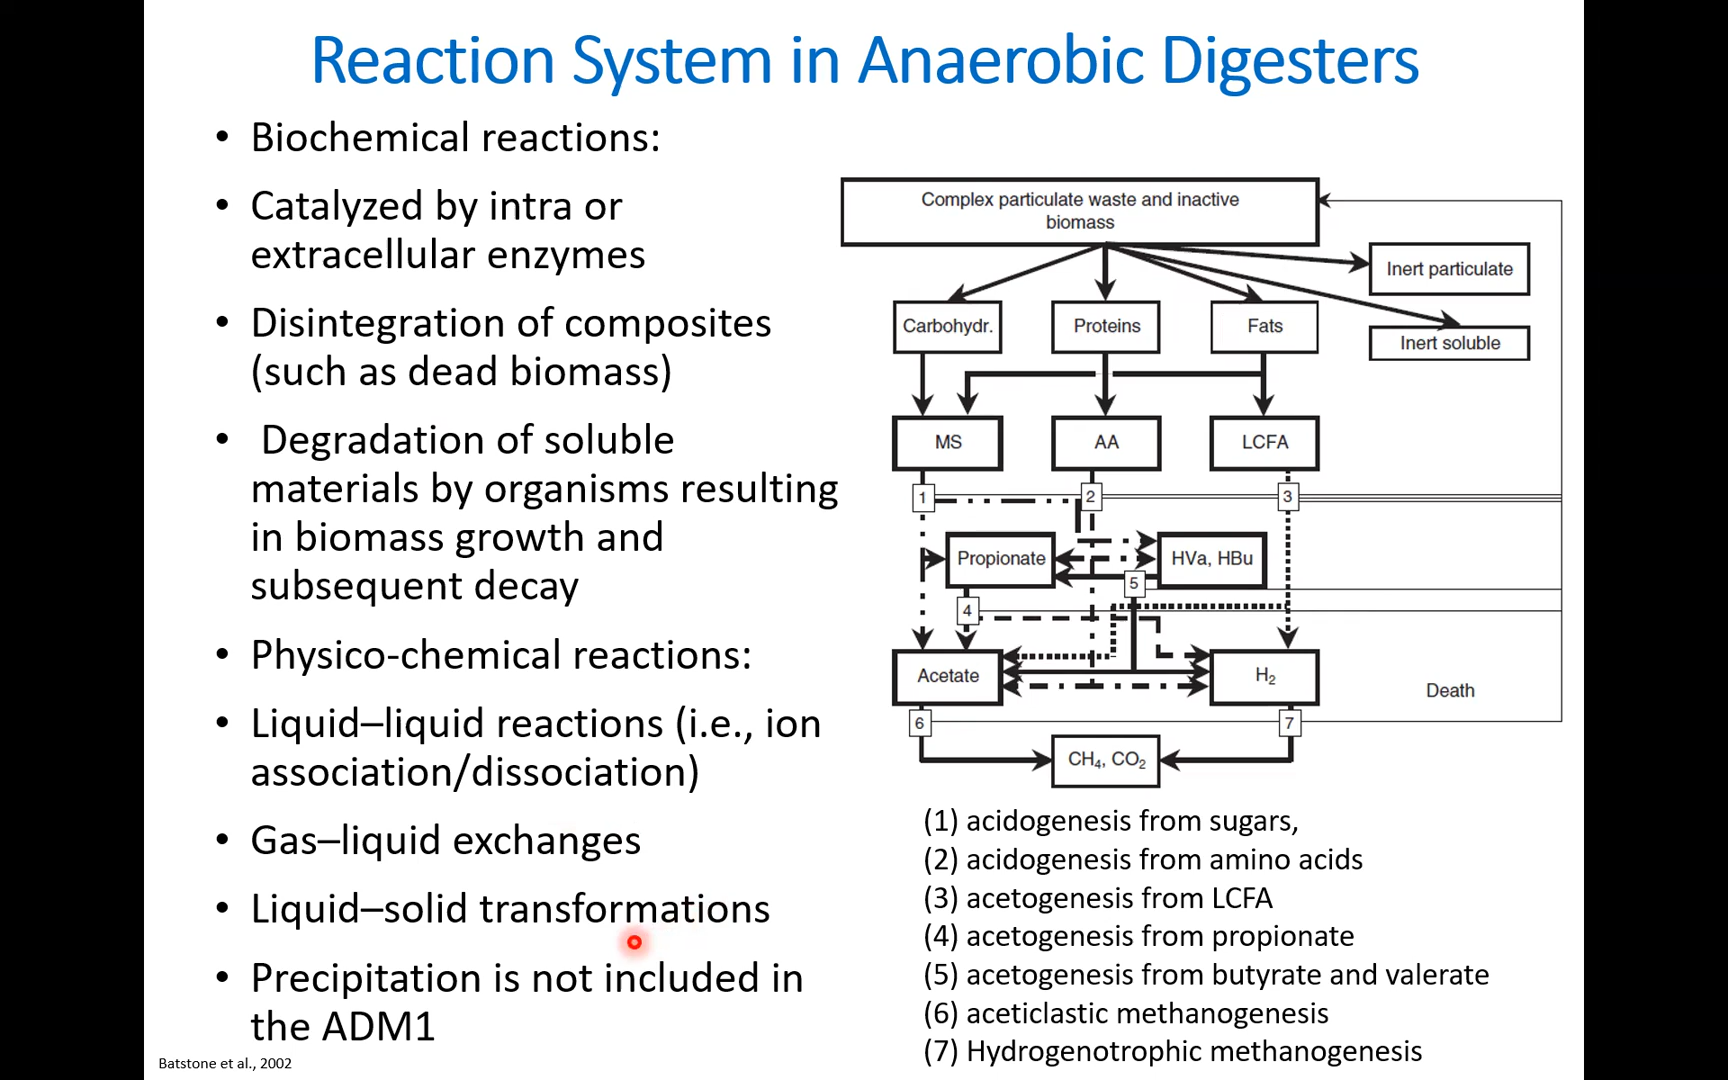 Reaction System in Anaerobic Digesters
• Biochemical reactions:
• Catalyzed by intra or
extracellular enzymes
• Disintegration of composites
(such as dead biomass)
• Degradation of soluble
materials by organisms resulting
in biomass growth and
subsequent decay
• Physico-chemical reactions:
• Liquid–liquid reactions (i.e., ion
association/dissociation)
• Gas–liquid exchanges
• Liquid–solid transformations
• Precipitation is not included in
the ADM1
Batstone et al., 2002
Complex particulate waste and inactive
biomass
Inert particulate
Carbohydr.
Proteins
Fats
Inert soluble
MS
AA
LCFA
1
2
3
Propionate
HVa, HBu
5
4
Acetate
H₂
Death
6
7
CH₄, CO₂
(1) acidogenesis from sugars,
(2) acidogenesis from amino acids
(3) acetogenesis from LCFA
(4) acetogenesis from propionate
(5) acetogenesis from butyrate and valerate
(6) aceticlastic methanogenesis
(7) Hydrogenotrophic methanogenesis